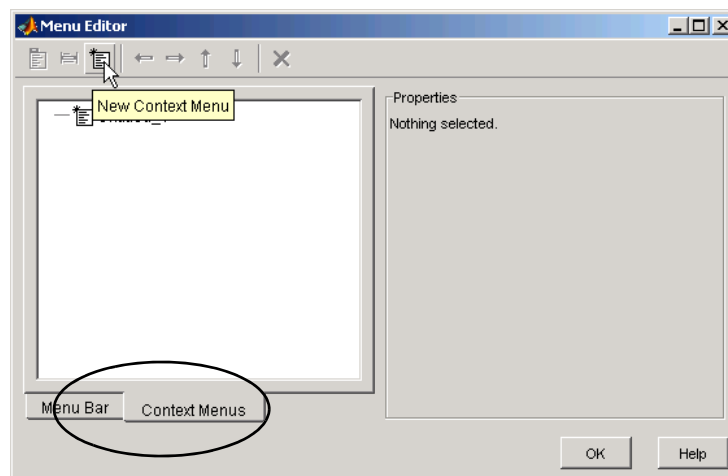 Menu Editor
New Context Menu
Properties
Nothing selected.
Menu Bar
Context Menus
OK
Help